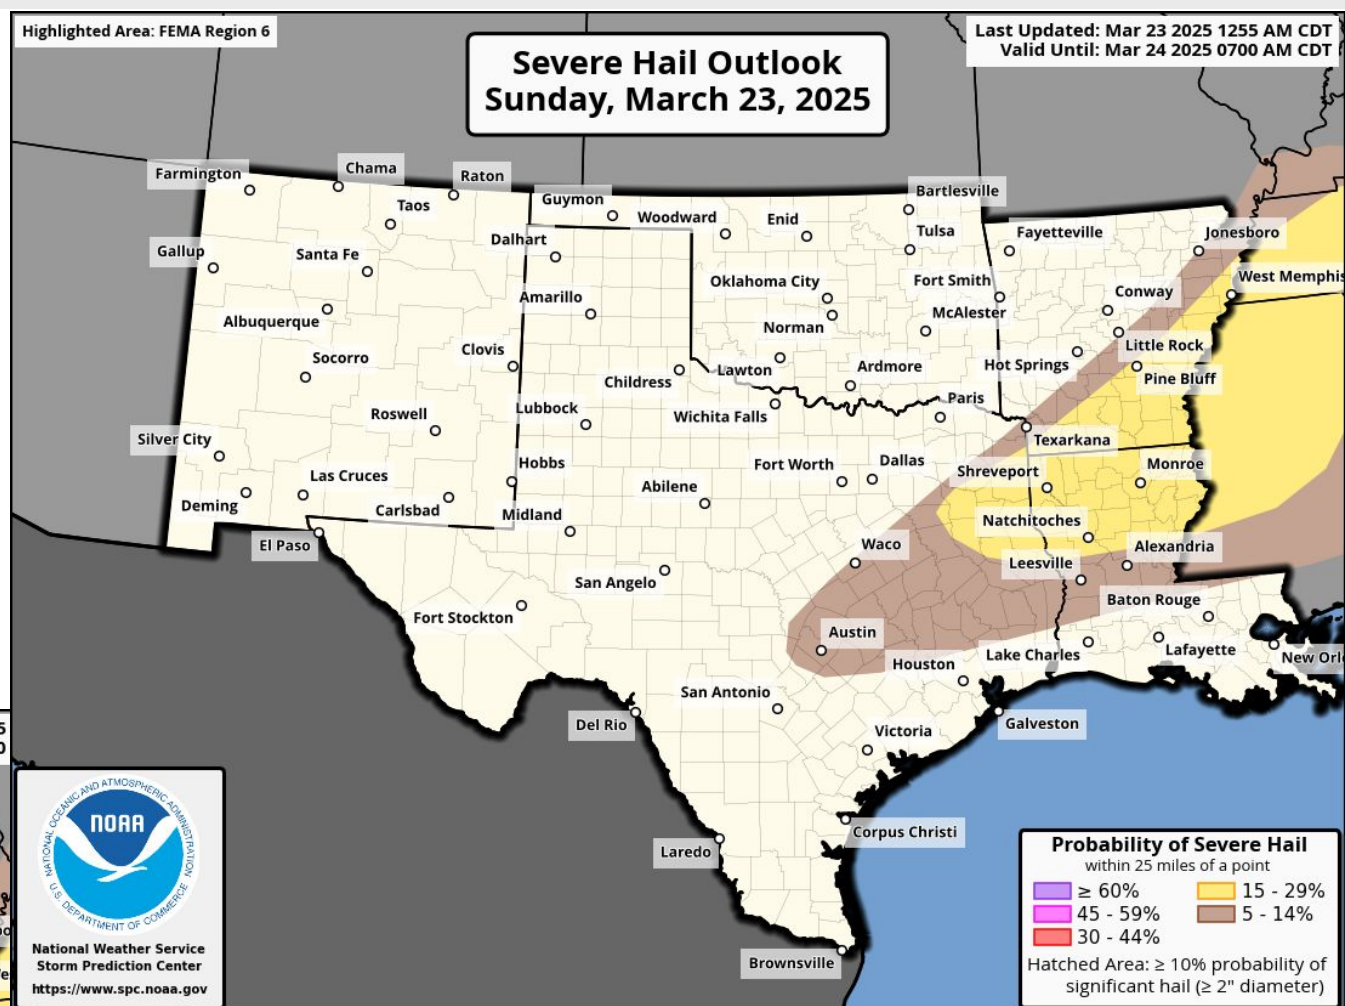 Highlighted Area: FEMA Region 6
Last Updated: Mar 23 2025 1255 AM CDT
Valid Until: Mar 24 2025 0700 AM CDT
Severe Hail Outlook
Sunday, March 23, 2025
Farmington
Chama
Raton
Taos
Guymon
Woodward
Enid
Bartlesville
Tulsa
Fayetteville
Jonesboro
Gallup
Santa Fe
Dalhart
Oklahoma City
Fort Smith
West Memphis
Albuquerque
Amarillo
Norman
McAlester
Conway
Socorro
Clovis
Childress
Lawton
Ardmore
Hot Springs
Little Rock
Pine Bluff
Roswell
Lubbock
Wichita Falls
Paris
Texarkana
Silver City
Las Cruces
Hobbs
Abilene
Fort Worth
Dallas
Shreveport
Monroe
Deming
Carlsbad
Midland
Natchitoches
El Paso
San Angelo
Waco
Leesville
Alexandria
Fort Stockton
Austin
Baton Rouge
Houston
Lake Charles
Lafayette
New Orl
San Antonio
Del Rio
Victoria
Galveston
Laredo
Corpus Christi
Brownsville
NATIONAL OCEANIC AND ATMOSPHERIC ADMINISTRATION
NOAA
U.S. DEPARTMENT OF COMMERCE
National Weather Service
Storm Prediction Center
https://www.spc.noaa.gov
Probability of Severe Hail
within 25 miles of a point
≥ 60%
15 - 29%
45 - 59%
5 - 14%
30 - 44%
Hatched Area: ≥ 10% probability of
significant hail (≥ 2" diameter)